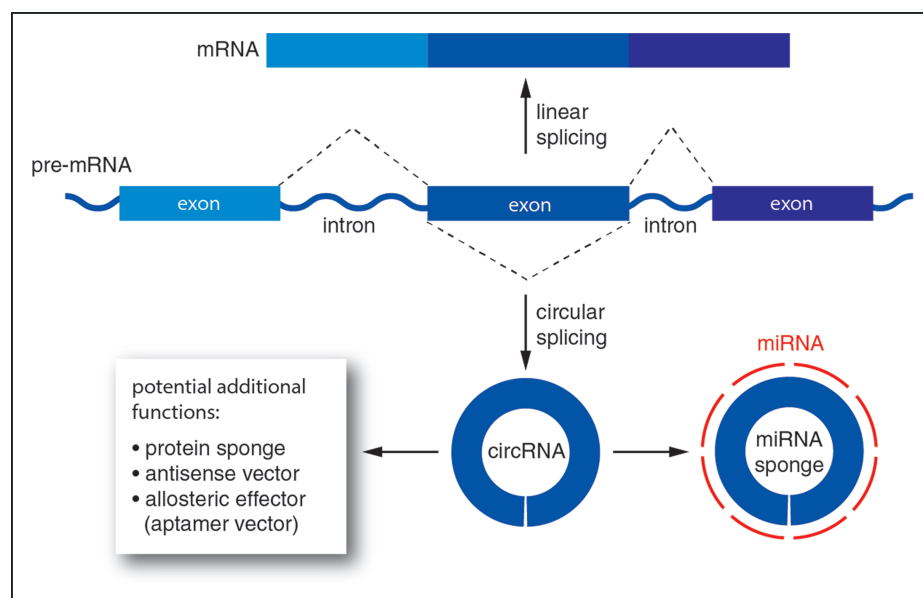 mRNA
linear
splicing
pre-mRNA
exon
exon
exon
intron
intron
circular
splicing
miRNA
potential additional
functions:
• protein sponge
• antisense vector
• allosteric effector
(aptamer vector)
circRNA
miRNA
sponge